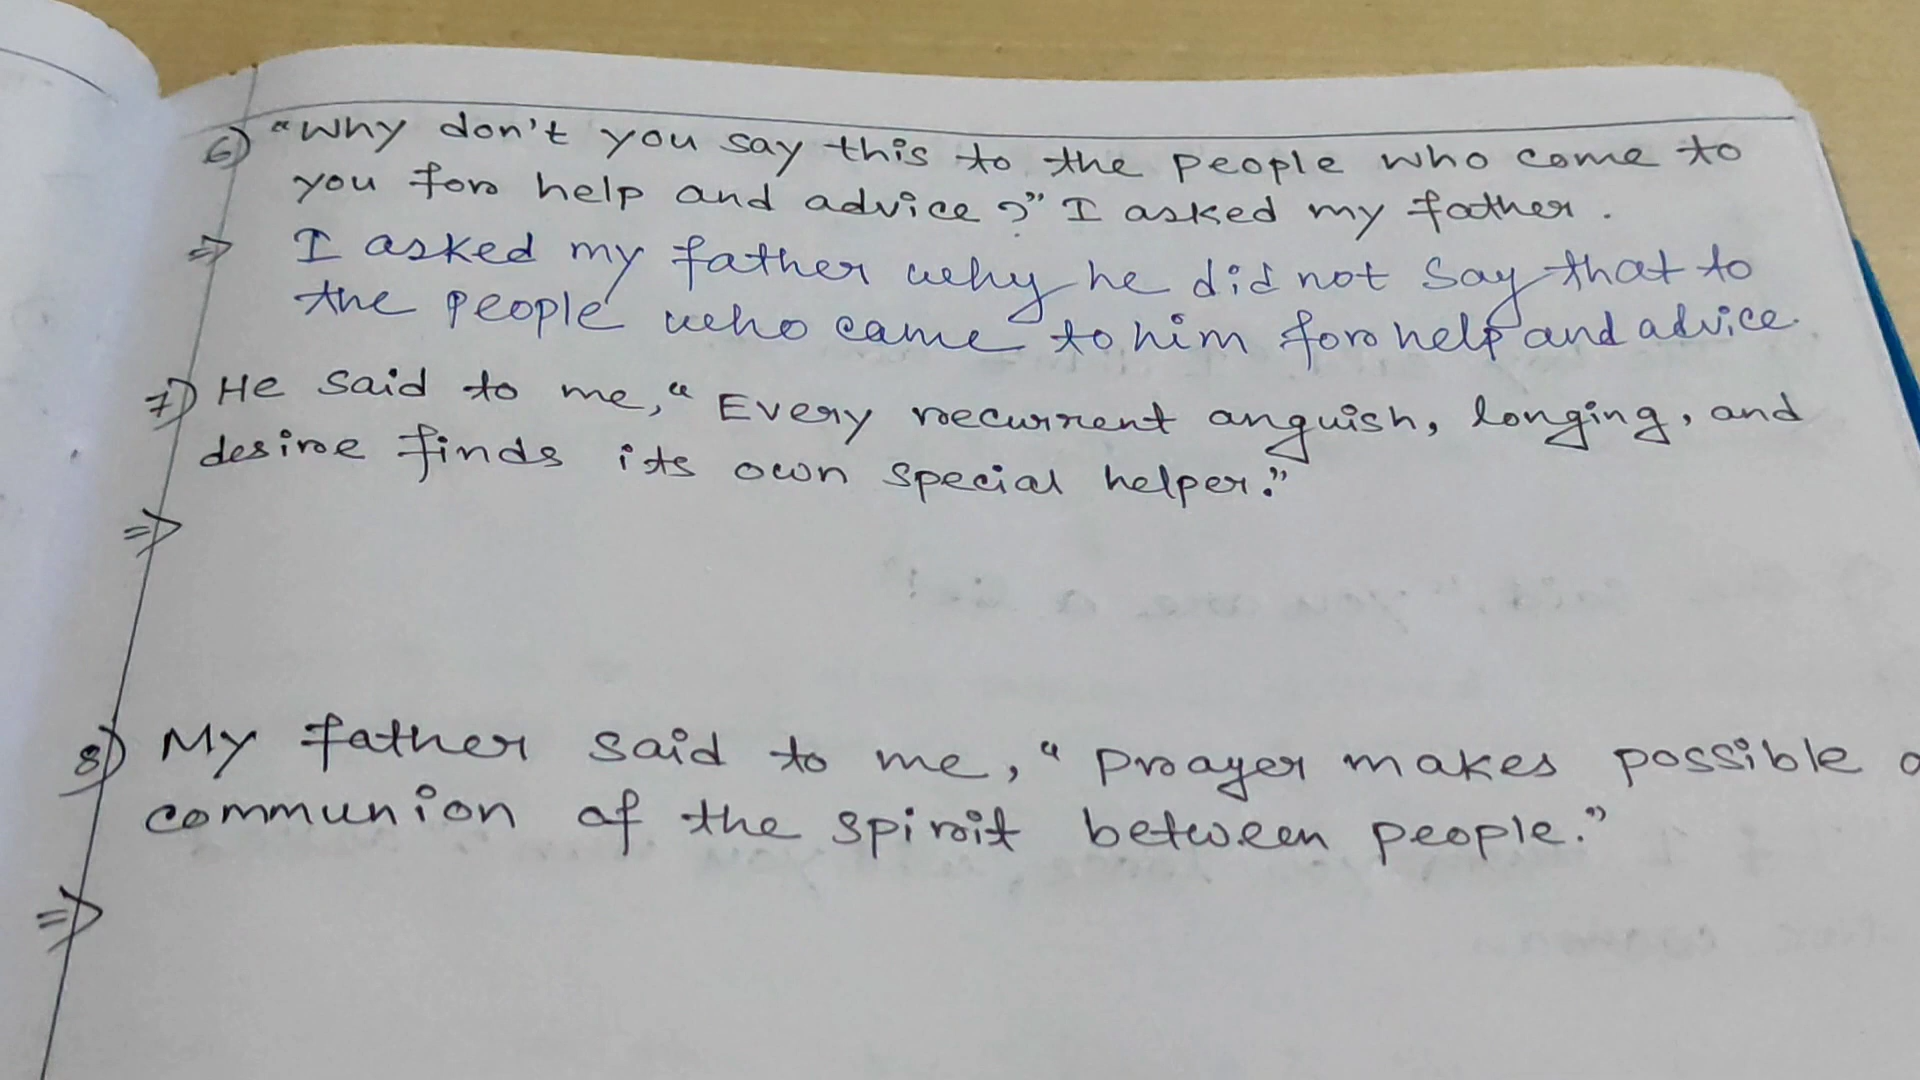 6) "Why don't you say this to the people who come to
you for help and advice?" I asked my father.
⇒ I asked my father why he did not say that to
the people who came to him for help and advice.
7) He said to me, "Every recurrent anguish, longing, and
desire finds its own special helper."
⇒
8) My father said to me, "Prayer makes possible a
communion of the spirit between people."
⇒